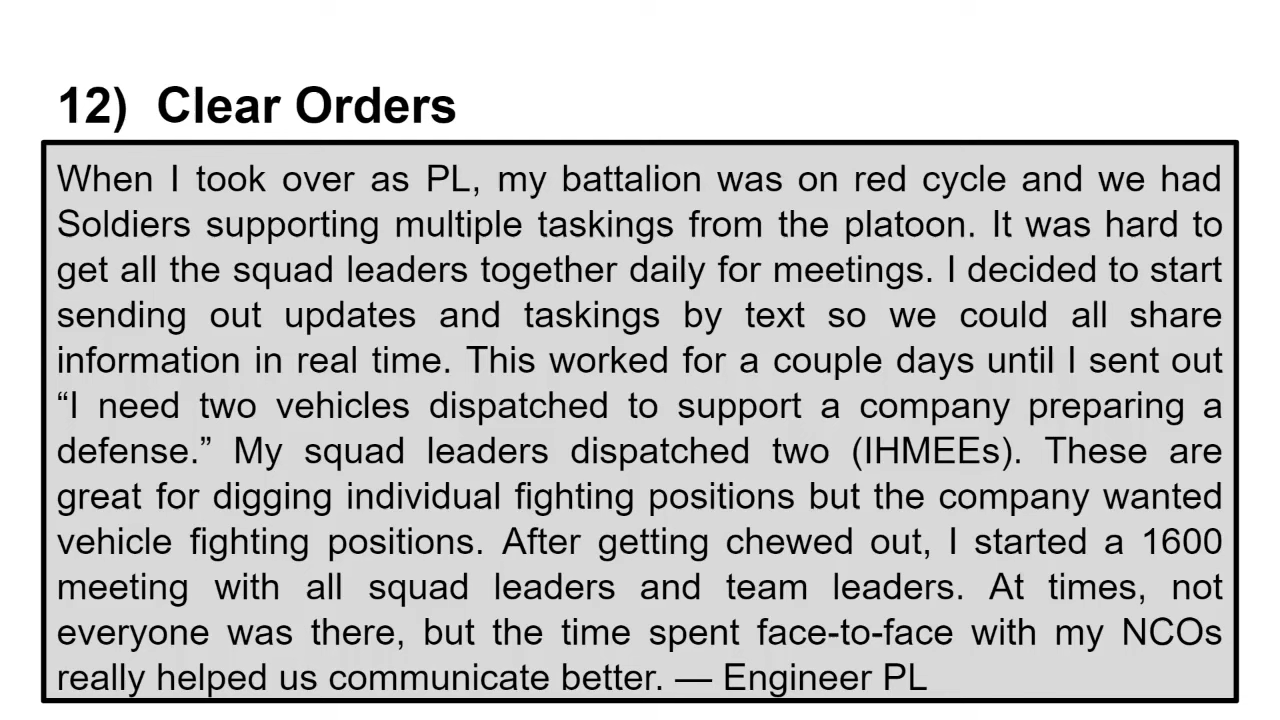 12) Clear Orders
When I took over as PL, my battalion was on red cycle and we had
Soldiers supporting multiple taskings from the platoon. It was hard to
get all the squad leaders together daily for meetings. I decided to start
sending out updates and taskings by text so we could all share
information in real time. This worked for a couple days until I sent out
“I need two vehicles dispatched to support a company preparing a
defense.” My squad leaders dispatched two (IHMEEs). These are
great for digging individual fighting positions but the company wanted
vehicle fighting positions. After getting chewed out, I started a 1600
meeting with all squad leaders and team leaders. At times, not
everyone was there, but the time spent face-to-face with my NCOs
really helped us communicate better. — Engineer PL